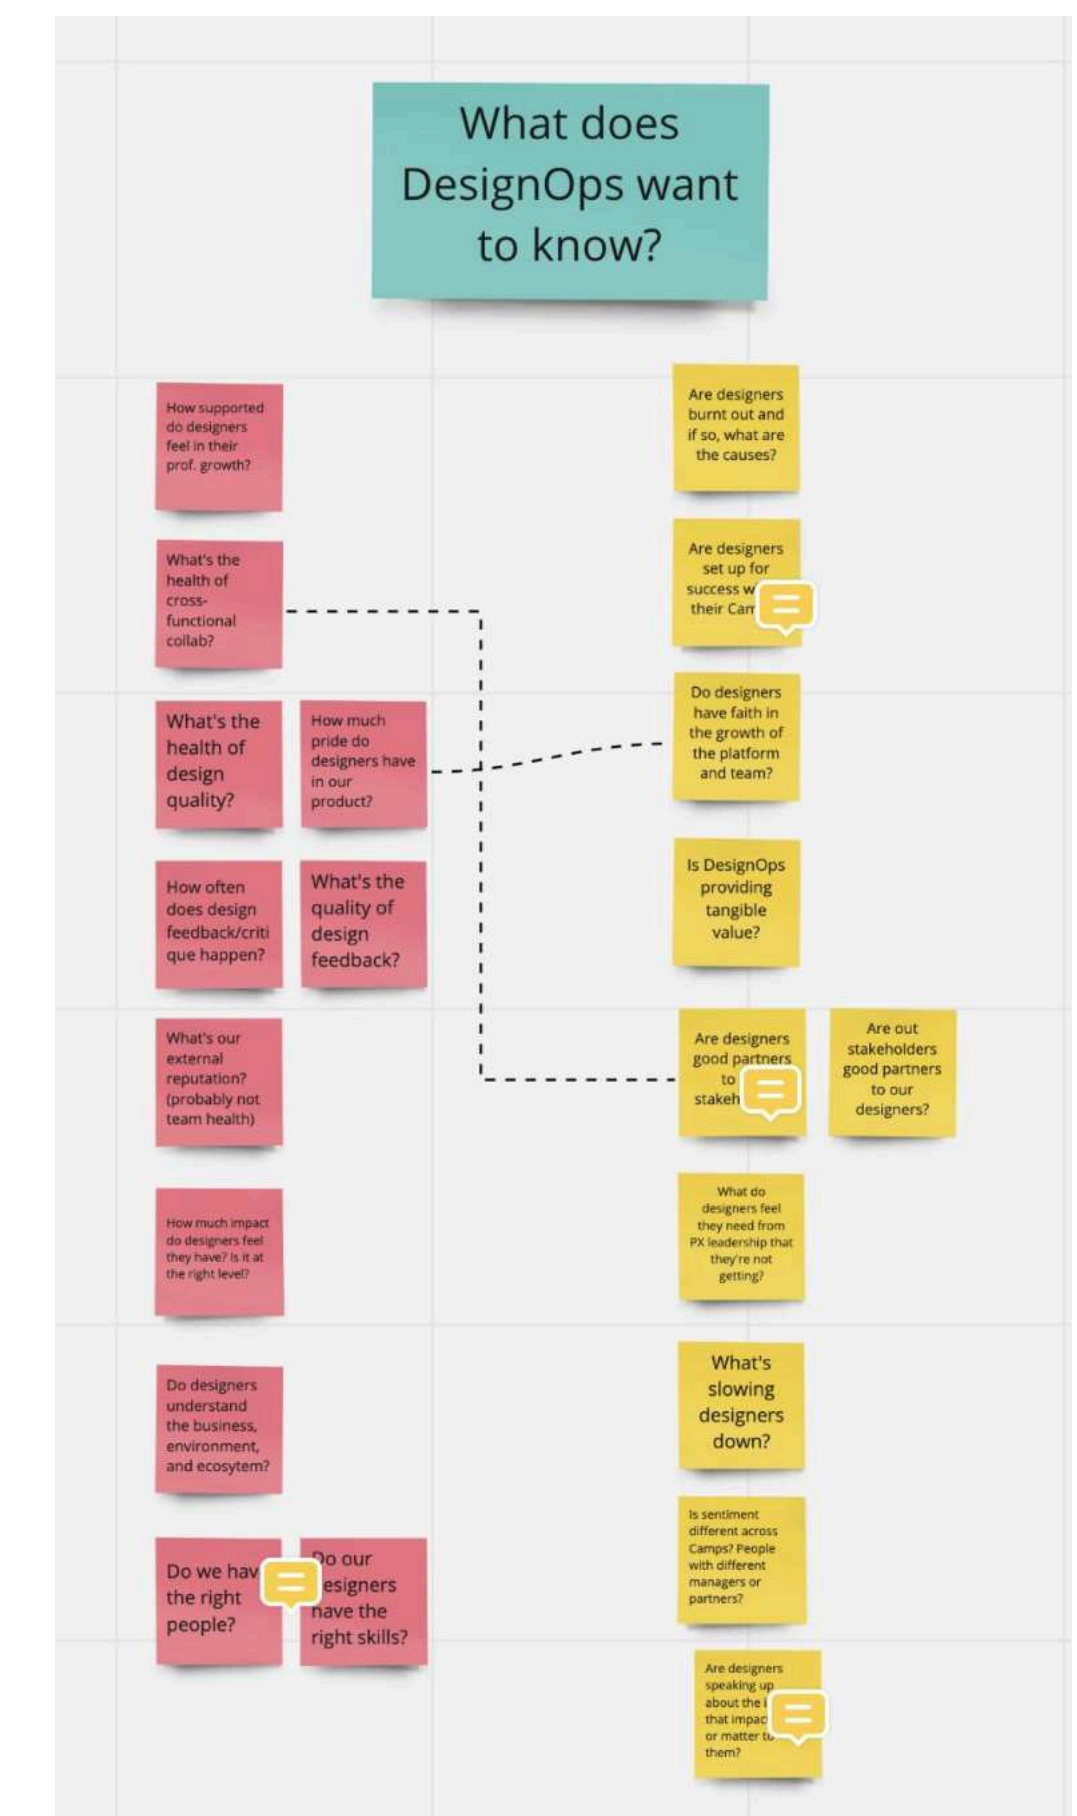 What does
DesignOps want
to know?
How supported
do designers
feel in their
prof. growth?
What's the
health of
cross-
functional
collab?
What's the
health of
design
quality?
How much
pride do
designers have
in our
product?
How often
does design
feedback/criti
que happen?
What's the
quality of
design
feedback?
What's our
external
reputation?
(probably not
team health)
How much impact
do designers feel
they have? Is it at
the right level?
Do designers
understand
the business,
environment,
and ecosytem?
Do we hav
the right
people?
Do our
esigners
have the
right skills?
Are designers
burnt out and
if so, what are
the causes?
Are designers
set up for
success w
their Cam
Do designers
have faith in
the growth of
the platform
and team?
Is DesignOps
providing
tangible
value?
Are designers
good partners
to
stakeh
Are out
stakeholders
good partners
to our
designers?
What do
designers feel
they need from
PX leadership that
they're not
getting?
What's
slowing
designers
down?
Is sentiment
different across
Camps? People
with different
managers or
partners?
Are designers
speaking up
about the i
that impac
or matter to
them?